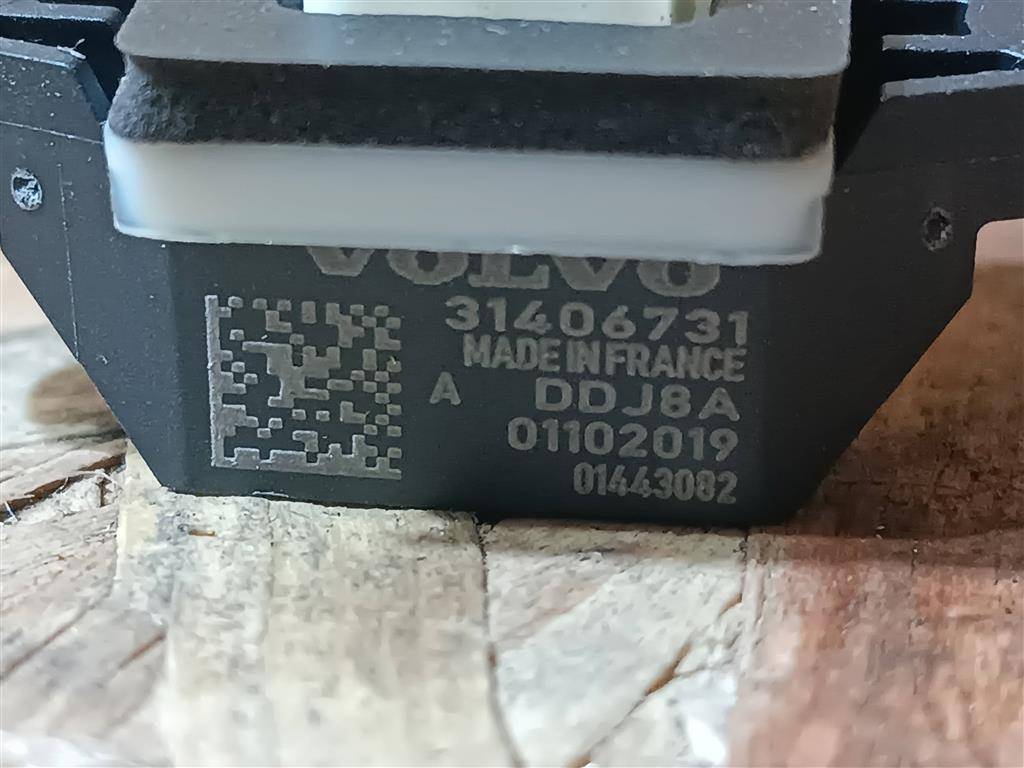 VOLVO
31406731
MADE IN FRANCE
A DDJ8A
01102019
01443082